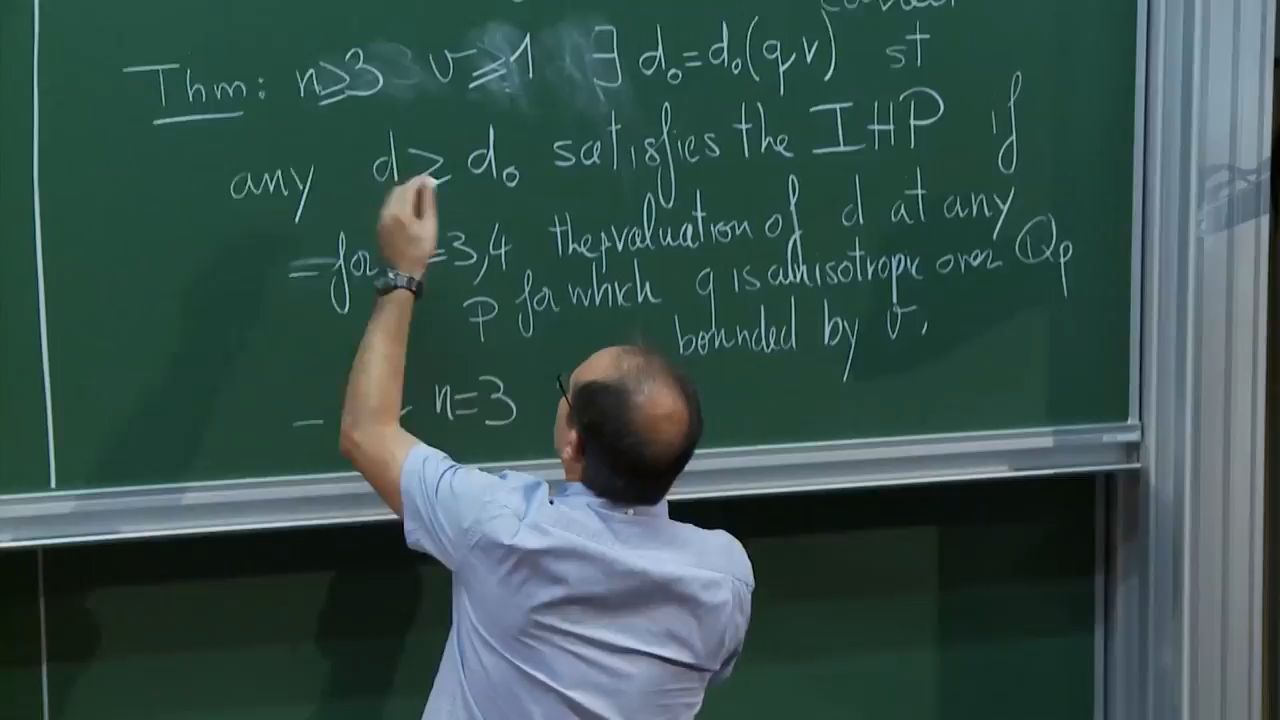 Thm: n≥3 v≥1 ∃ d₀=d₀(q,v) st
any d≥d₀ satisfies the IHP if
- for =3,4 the valuation of d at any
p for which q is anisotropic over Qp
bounded by v.
- n=3